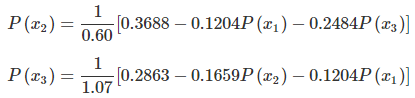 P(x₂) = 1/0.60 [0.3688 − 0.1204P(x₁) − 0.2484P(x₃)]
P(x₃) = 1/1.07 [0.2863 − 0.1659P(x₂) − 0.1204P(x₁)]